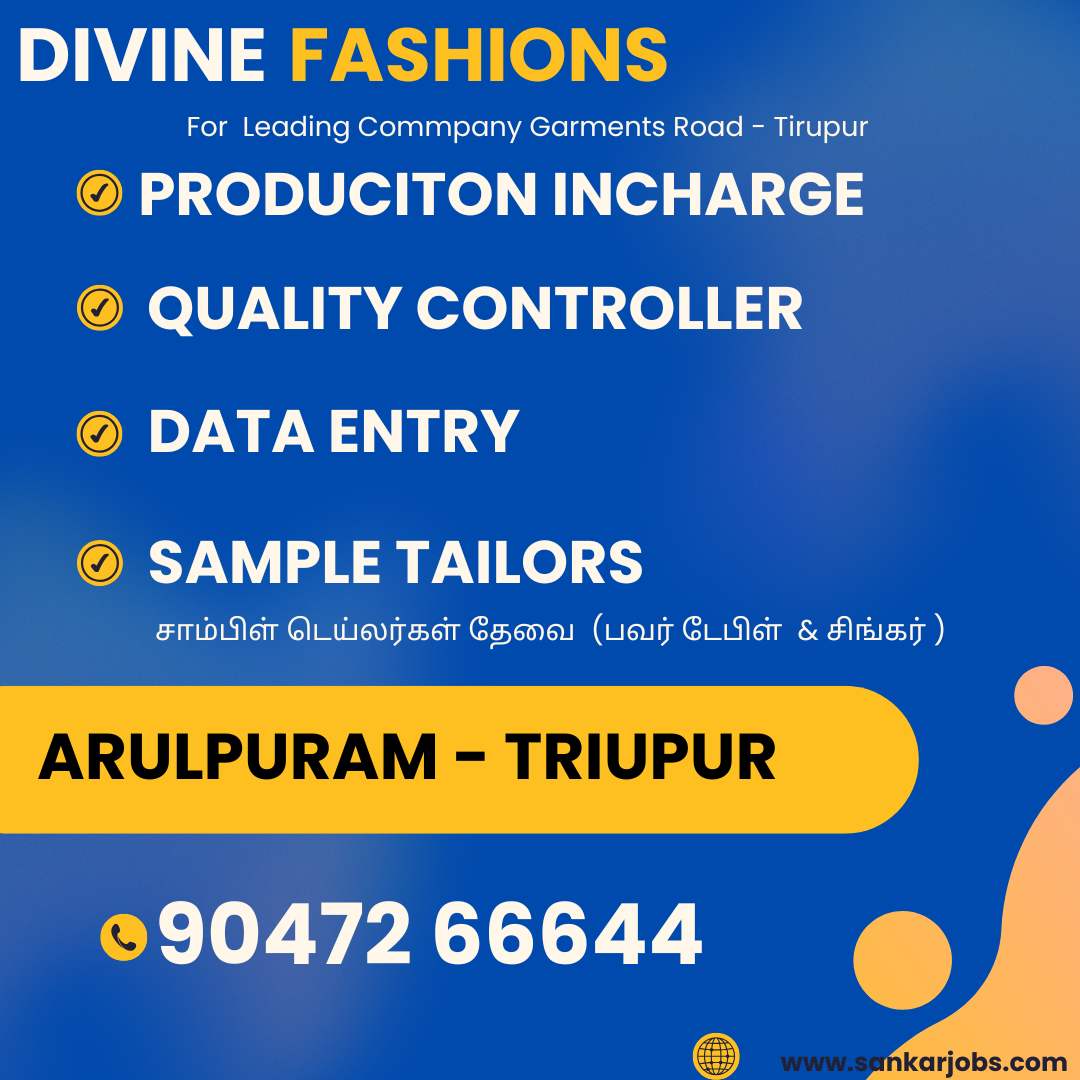 DIVINE FASHIONS
For Leading Commpany Garments Road - Tirupur
PRODUCITON INCHARGE
QUALITY CONTROLLER
DATA ENTRY
SAMPLE TAILORS
சாம்பிள் டெய்லர்கள் தேவை (பவர் டேபிள் & சிங்கர் )
ARULPURAM - TRIUPUR
90472 66644
www.sankarjobs.com